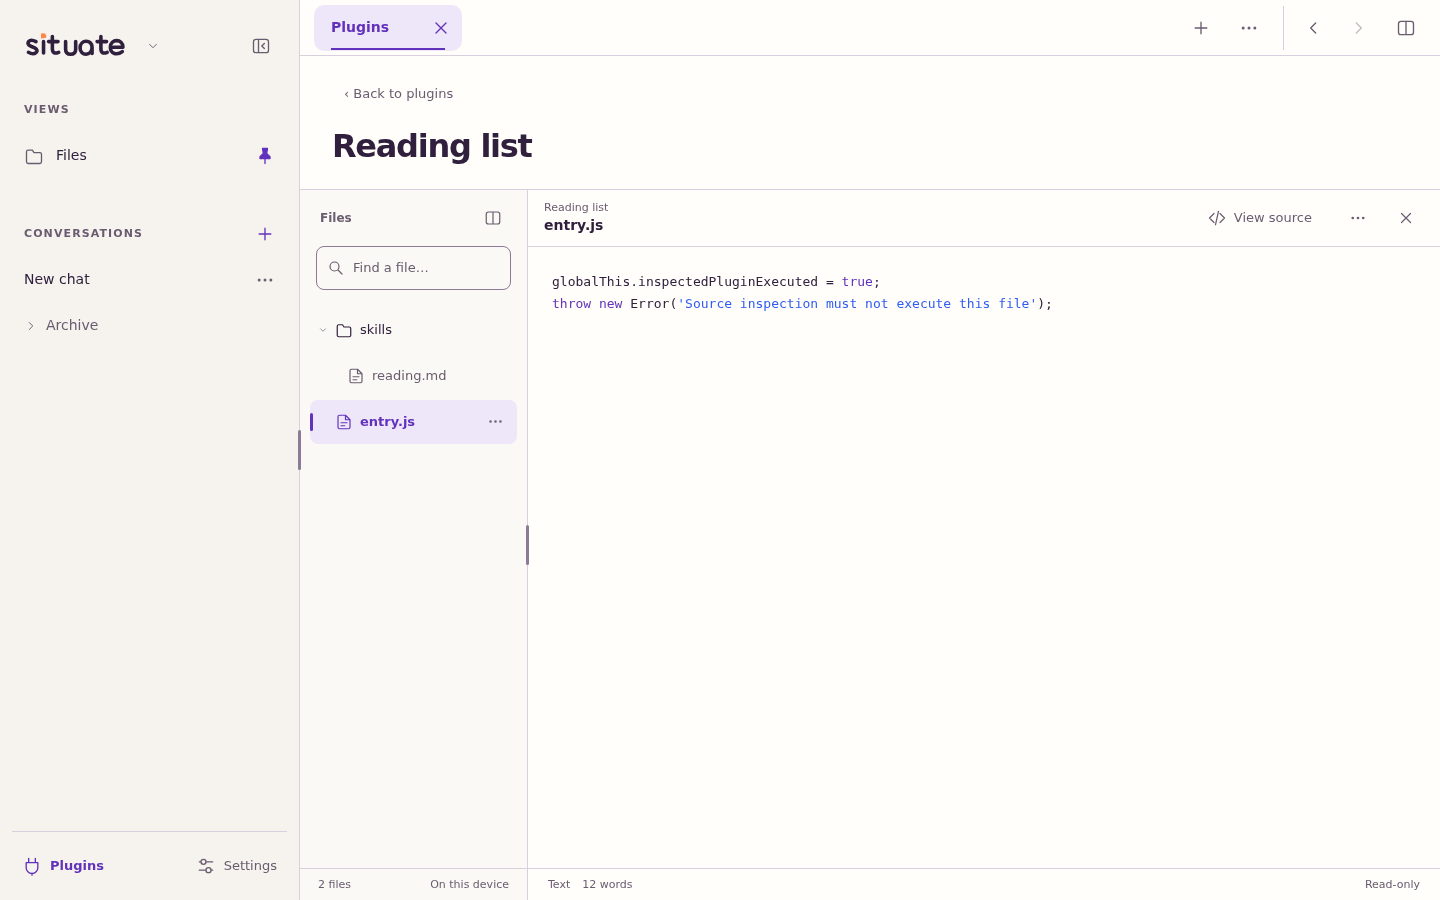 situate
VIEWS
Files
CONVERSATIONS
New chat
Archive
Plugins
Settings
Plugins
‹ Back to plugins
Reading list
Files
Find a file...
skills
reading.md
entry.js
2 files
On this device
Reading list
entry.js
View source
globalThis.inspectedPluginExecuted = true;
throw new Error('Source inspection must not execute this file');
Text
12 words
Read-only